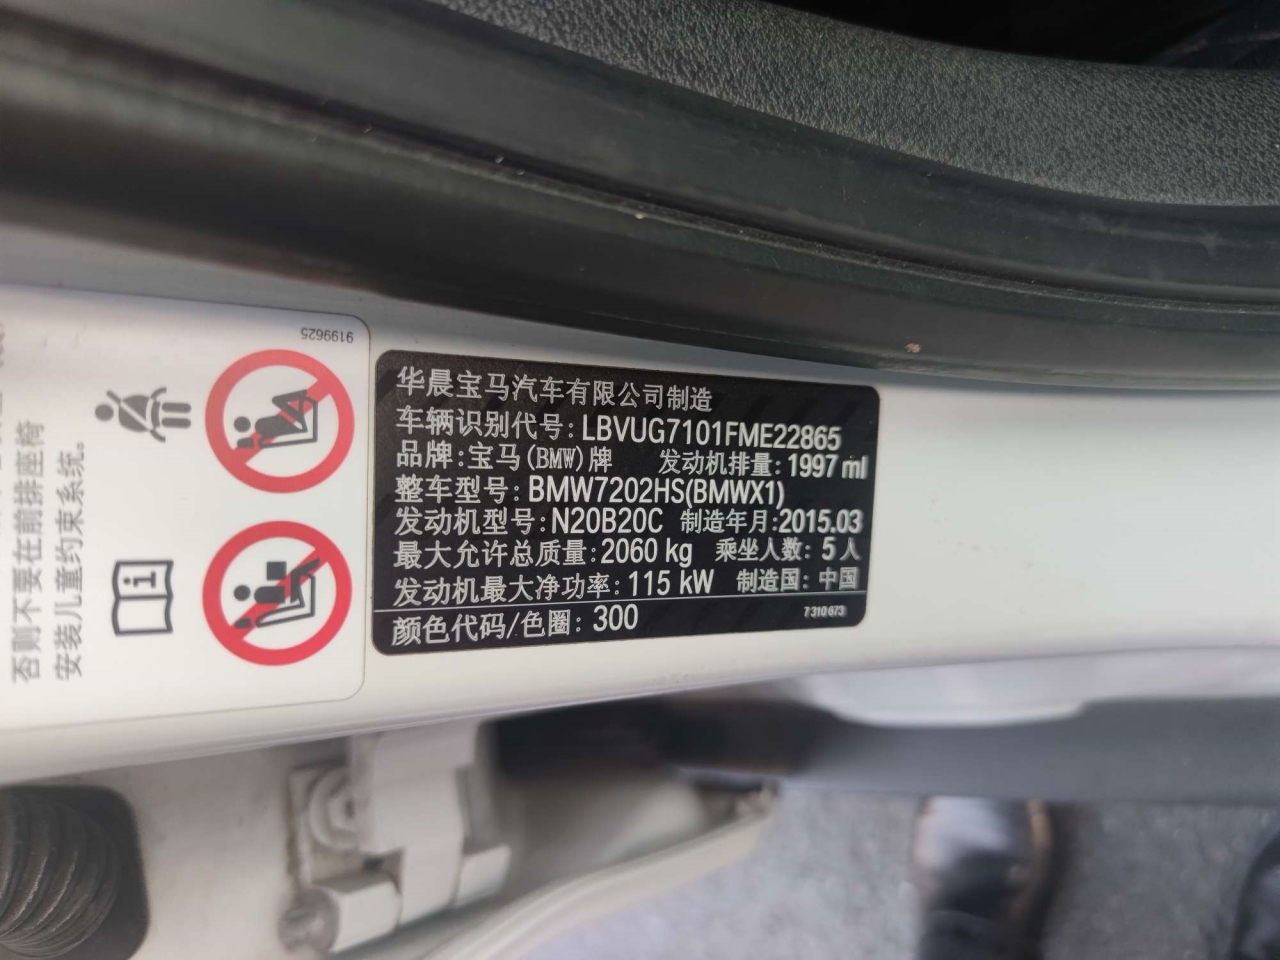 华晨宝马汽车有限公司制造
车辆识别代号: LBVUG7101FME22865
品牌: 宝马(BMW)牌 发动机排量: 1997 ml
整车型号: BMW7202HS(BMWX1)
发动机型号: N20B20C 制造年月: 2015.03
最大允许总质量: 2060 kg 乘坐人数: 5 人
发动机最大净功率: 115 kW 制造国: 中国
颜色代码/色圈: 300 7 310 673
9199625
否则不要在前排座椅
安装儿童约束系统。